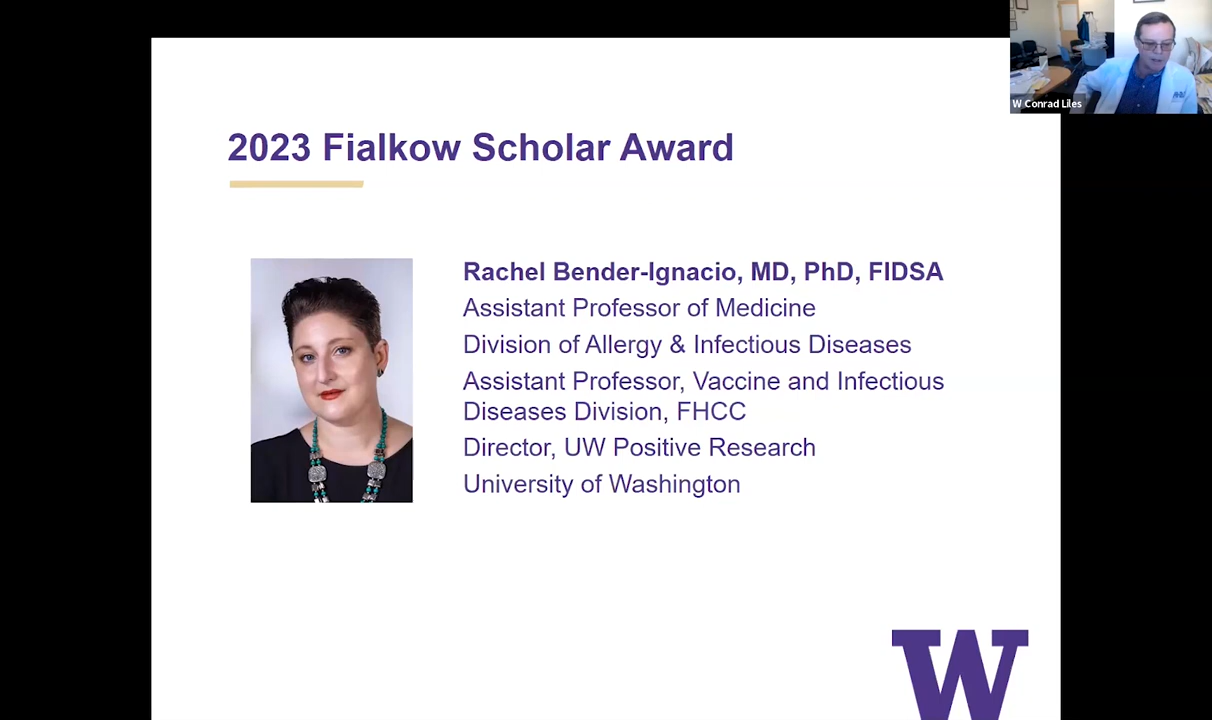 W Conrad Liles
2023 Fialkow Scholar Award
Rachel Bender-Ignacio, MD, PhD, FIDSA
Assistant Professor of Medicine
Division of Allergy & Infectious Diseases
Assistant Professor, Vaccine and Infectious
Diseases Division, FHCC
Director, UW Positive Research
University of Washington
W